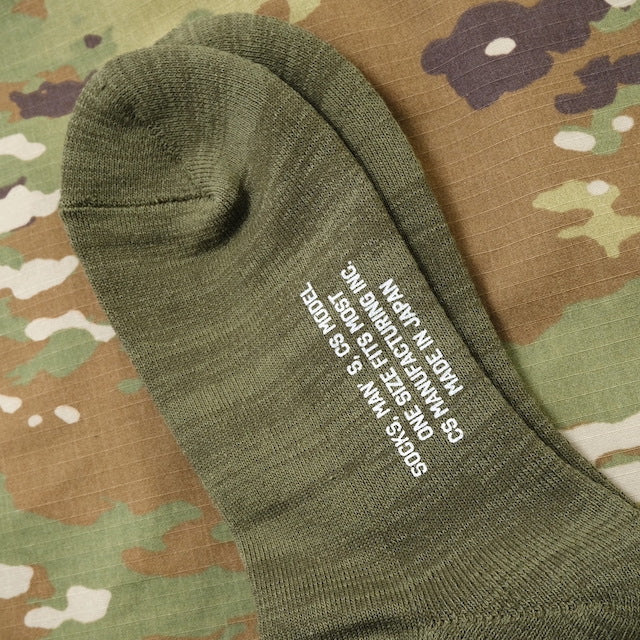 SOCKS, MAN' S, CS MODEL
ONE SIZE FITS MOST
CS MANUFACTURING INC.
MADE IN JAPAN